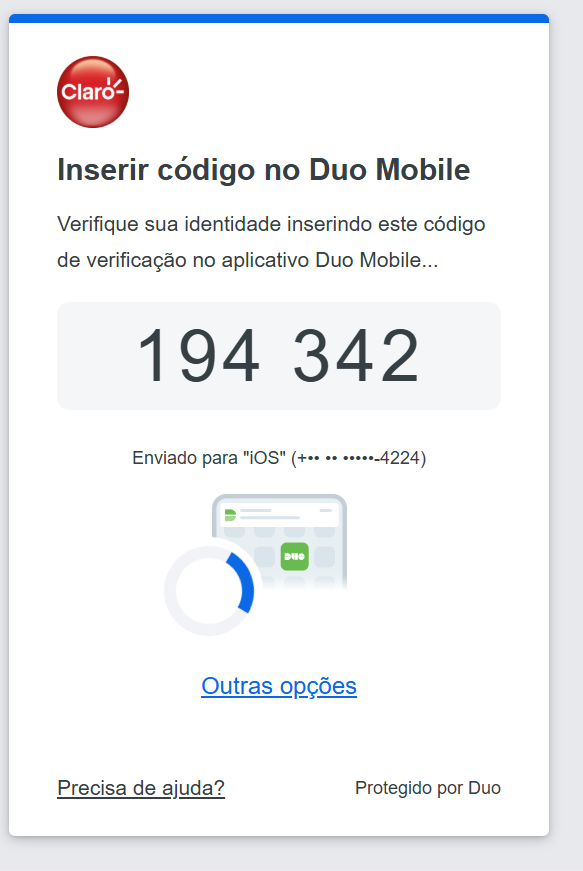 Claro
Inserir código no Duo Mobile
Verifique sua identidade inserindo este código
de verificação no aplicativo Duo Mobile...
194 342
Enviado para "iOS" (+•• •• •••••-4224)
DUO
Outras opções
Precisa de ajuda?
Protegido por Duo